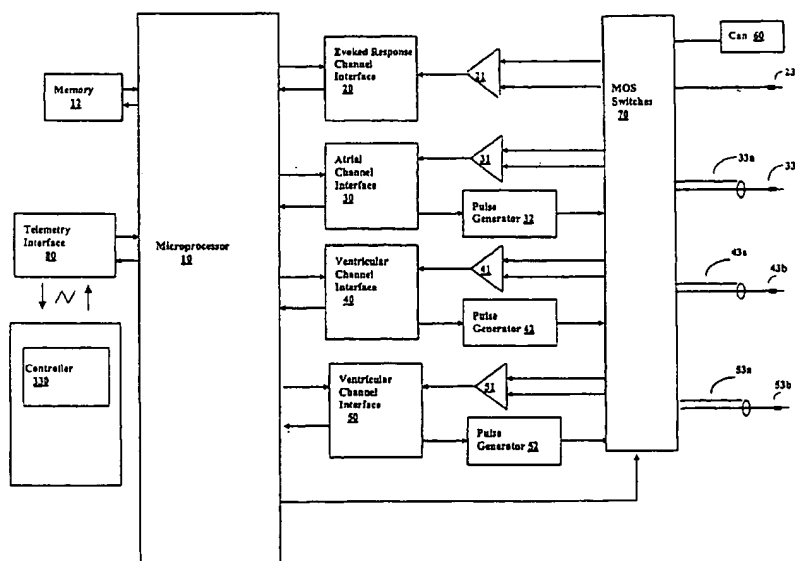 Memory
12
Telemetry
Interface
80
Controller
339
Microprocessor
10
Evoked Response
Channel
Interface
20
21
Atrial
Channel
Interface
30
31
Pulse
Generator 32
Ventricular
Channel
Interface
40
41
Pulse
Generator 42
Ventricular
Channel
Interface
50
51
Pulse
Generator 52
MOS
Switches
70
Can 60
23
33a
33
43a
43b
53a
53b